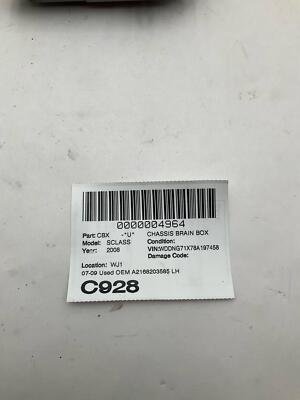 0000004964
Part: CBX -"U" CHASSIS BRAIN BOX
Model: SCLASS Condition:
Year: 2008 VIN:WDDNG71X78A197458
Damage Code:
Location: WJ1
07-09 Used OEM A2168203585 LH
C928